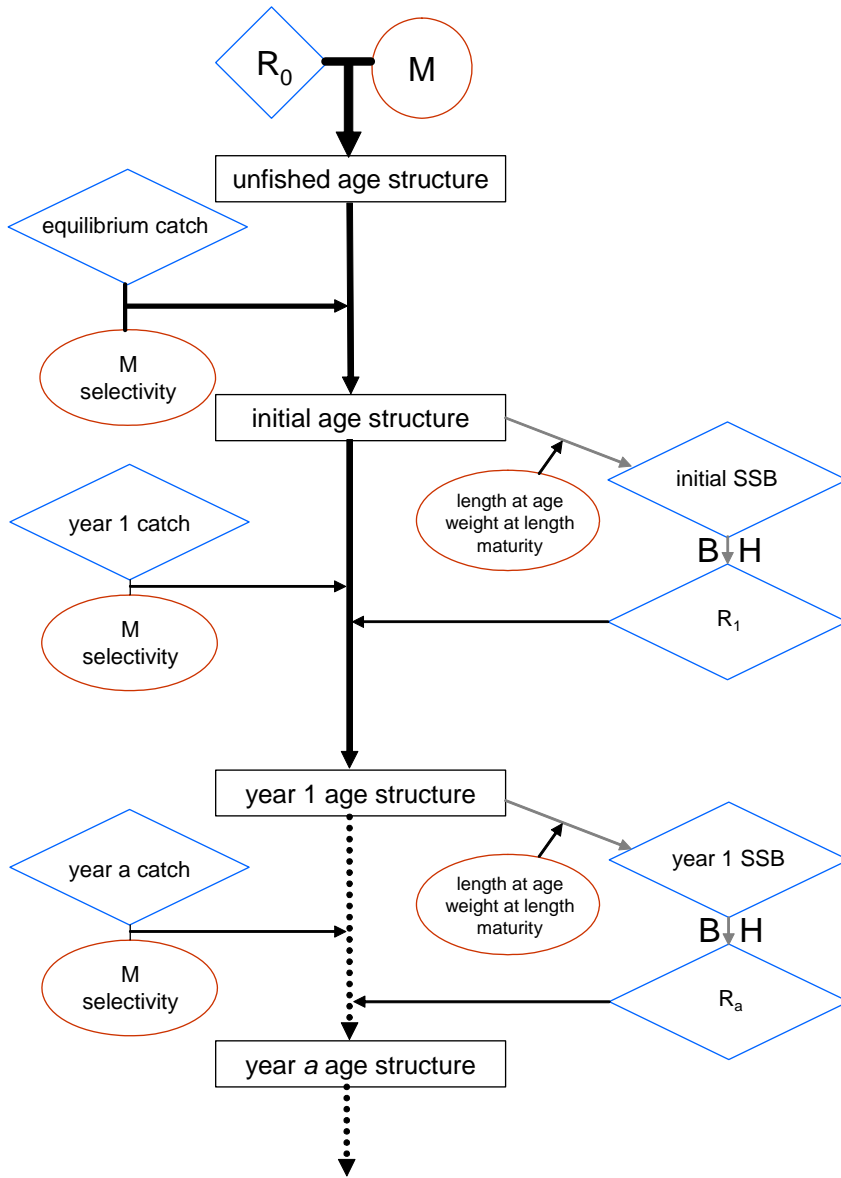 R0
M
unfished age structure
equilibrium catch
M
selectivity
initial age structure
length at age
weight at length
maturity
initial SSB
B H
year 1 catch
M
selectivity
R1
year 1 age structure
length at age
weight at length
maturity
year 1 SSB
B H
year a catch
M
selectivity
Ra
year a age structure